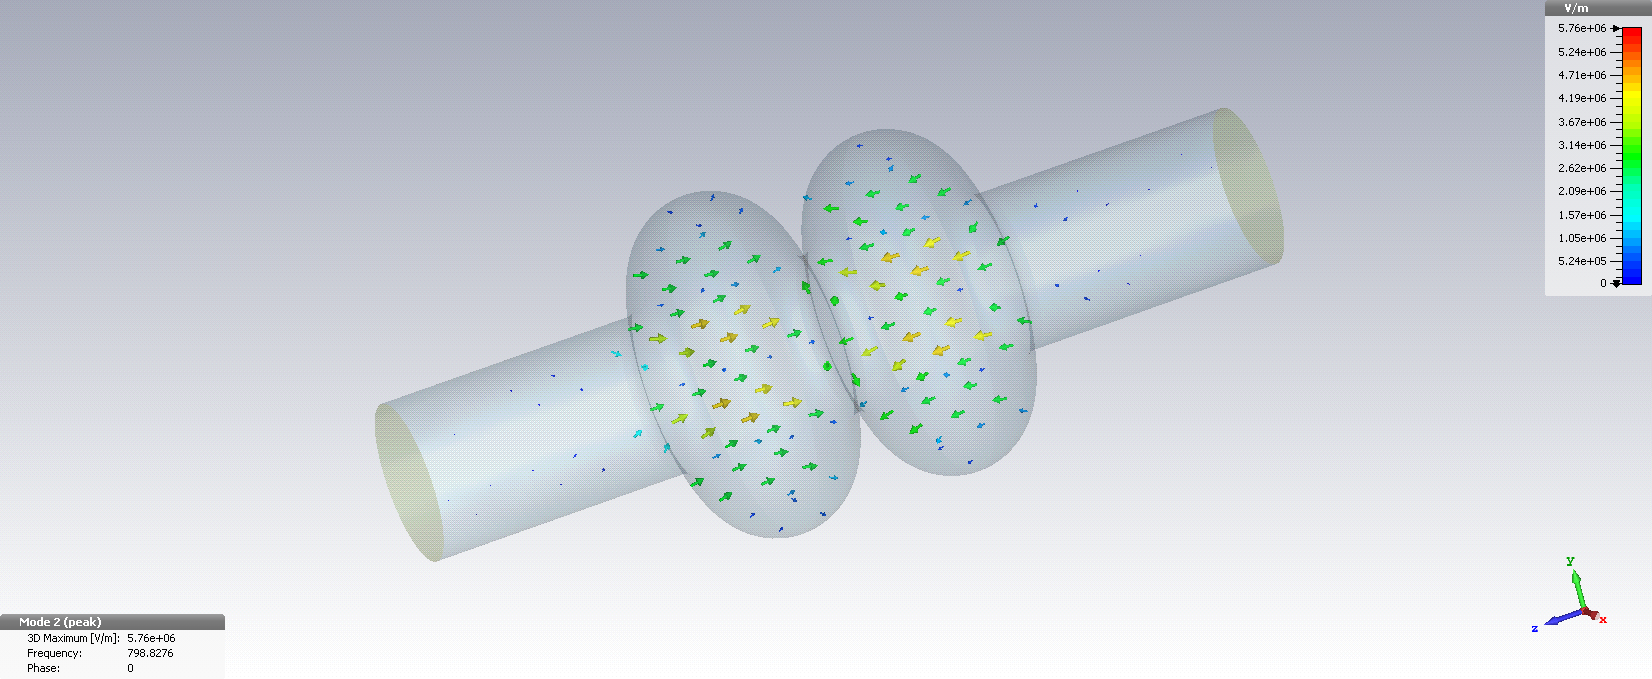 V/m
5.76e+06
5.24e+06
4.71e+06
4.19e+06
3.67e+06
3.14e+06
2.62e+06
2.09e+06
1.57e+06
1.05e+06
5.24e+05
0
y
z
x
Mode 2 (peak)
3D Maximum [V/m]: 5.76e+06
Frequency: 798.8276
Phase: 0